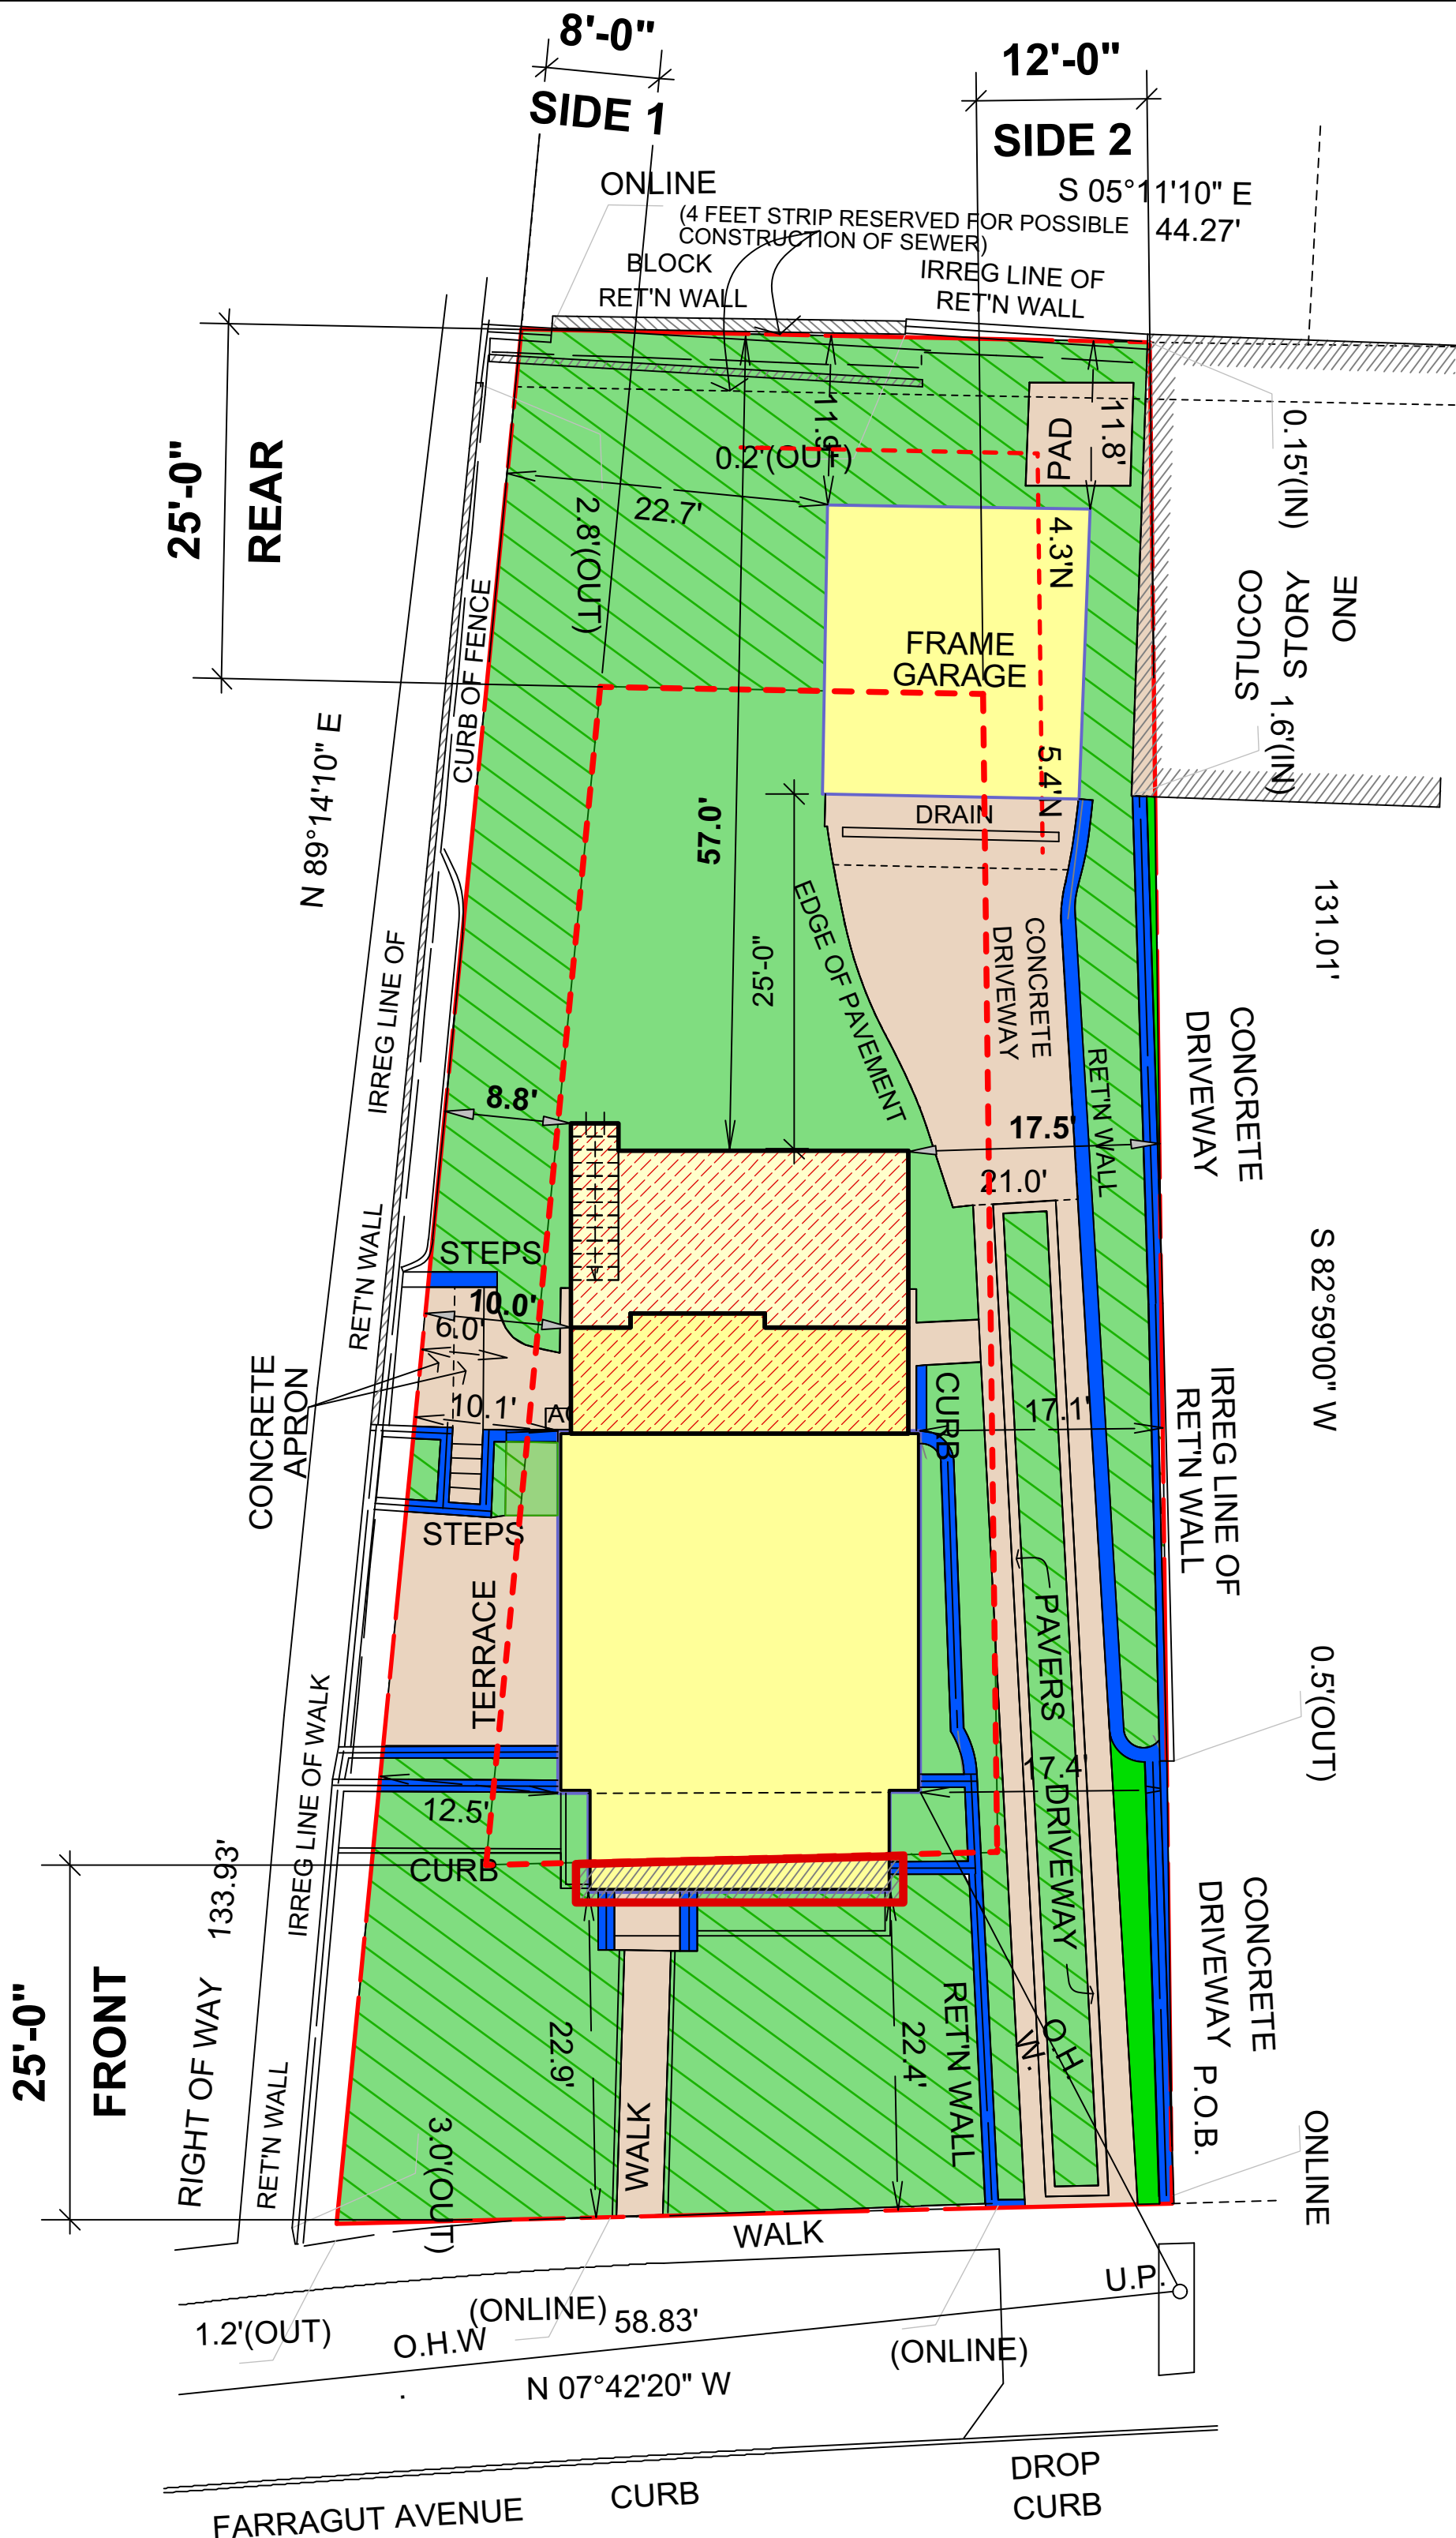 8'-0"
SIDE 1
12'-0"
SIDE 2
ONLINE
S 05°11'10" E
44.27'
(4 FEET STRIP RESERVED FOR POSSIBLE
CONSTRUCTION OF SEWER)
BLOCK
RET'N WALL
IRREG LINE OF
RET'N WALL
25'-0"
REAR
11.9'
0.2'(OUT)
PAD
11.8'
0.15'(IN)
22.7'
2.8'(OUT)
4.3'N
FRAME
GARAGE
ONE
STORY
STUCCO
1.6'(IN)
CURB OF FENCE
N 89°14'10" E
5.4'N
DRAIN
57.0'
25'-0"
EDGE OF PAVEMENT
CONCRETE
DRIVEWAY
131.01'
IRREG LINE OF
RET'N WALL
CONCRETE
DRIVEWAY
8.8'
17.5'
RET'N WALL
21.0'
STEPS
10.0'
6.0'
S 82°59'00" W
CONCRETE
APRON
10.1'
CURB
17.1'
IRREG LINE OF
RET'N WALL
STEPS
TERRACE
PAVERS
DRIVEWAY
0.5'(OUT)
IRREG LINE OF WALK
12.5'
17.4'
CURB
133.93'
RIGHT OF WAY
25'-0"
FRONT
CONCRETE
DRIVEWAY
22.9'
22.4'
RET'N WALL
O.H.
W.
P.O.B.
RET'N WALL
3.0'(OUT)
WALK
ONLINE
WALK
U.P.
1.2'(OUT)
(ONLINE)
58.83'
O.H.W
.
(ONLINE)
N 07°42'20" W
DROP
CURB
CURB
FARRAGUT AVENUE